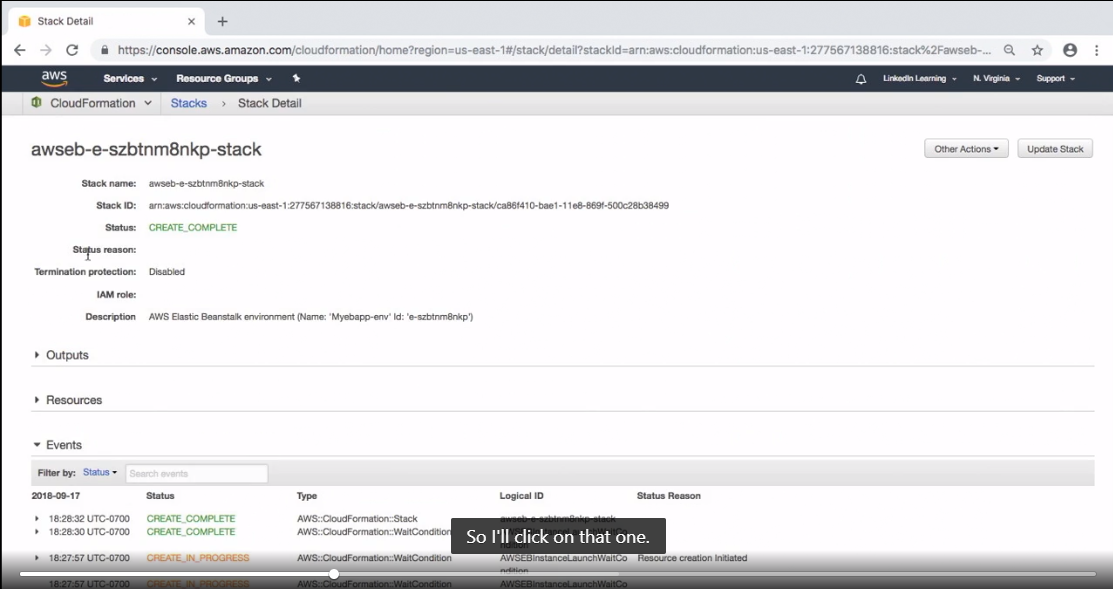 Stack Detail
https://console.aws.amazon.com/cloudformation/home?region=us-east-1#/stack/detail?stackId=arn:aws:cloudformation:us-east-1:277567138816:stack%2Fawseb-...
aws Services Resource Groups LinkedIn Learning N. Virginia Support
CloudFormation Stacks › Stack Detail
awseb-e-szbtnm8nkp-stack
Other Actions Update Stack
Stack name: awseb-e-szbtnm8nkp-stack
Stack ID: arn:aws:cloudformation:us-east-1:277567138816:stack/awseb-e-szbtnm8nkp-stack/ca86f410-bae1-11e8-869f-500c28b38499
Status: CREATE_COMPLETE
Status reason:
Termination protection: Disabled
IAM role:
Description AWS Elastic Beanstalk environment (Name: 'Myebapp-env' Id: 'e-szbtnm8nkp')
Outputs
Resources
Events
Filter by: Status Search events
2018-09-17 Status Type Logical ID Status Reason
18:28:32 UTC-0700 CREATE_COMPLETE AWS::CloudFormation::Stack awseb-e-szbtnm8nkp-stack
18:28:30 UTC-0700 CREATE_COMPLETE AWS::CloudFormation::WaitCondition
ndition
So I'll click on that one.
18:27:57 UTC-0700 CREATE_IN_PROGRESS AWS::CloudFormation::WaitCondition AWSEBInstanceLaunchWaitCo Resource creation Initiated
ndition
18:27:57 UTC-0700 CREATE_IN_PROGRESS AWS::CloudFormation::WaitCondition AWSEBInstanceLaunchWaitCo